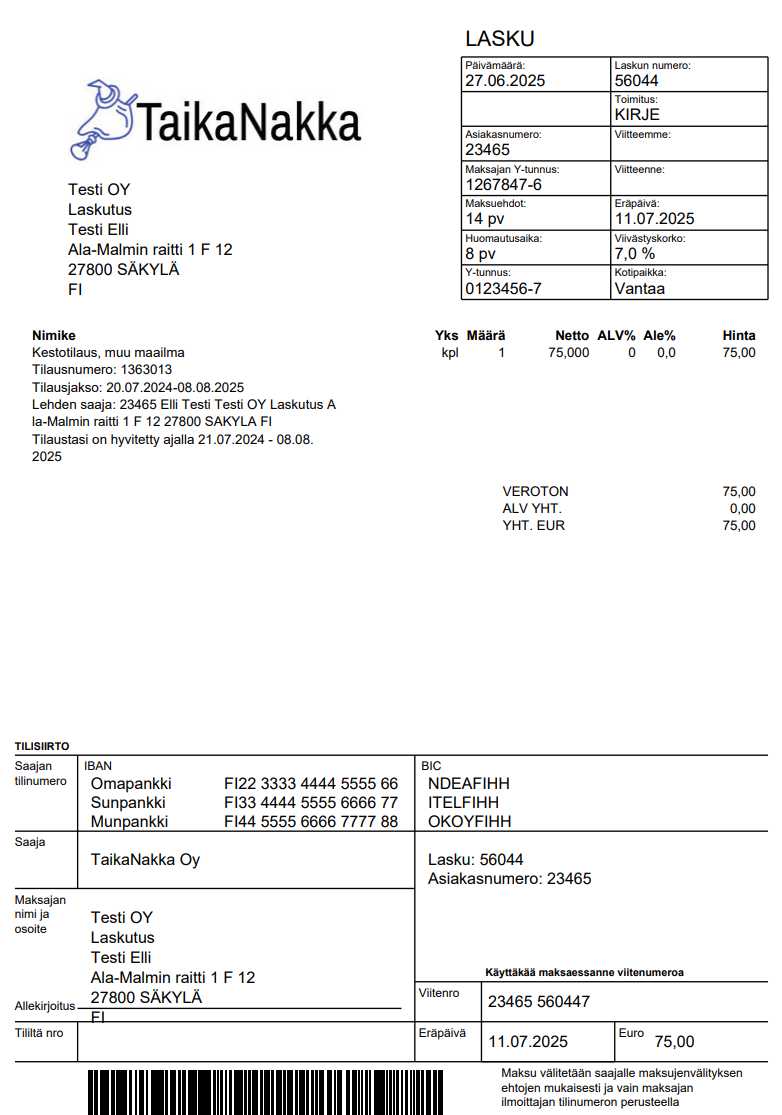 LASKU
TaikaNakka
Päivämäärä: Laskun numero:
27.06.2025 56044
Toimitus:
KIRJE
Asiakasnumero: Viitteemme:
23465
Maksajan Y-tunnus: Viitteenne:
1267847-6
Maksuehdot: Eräpäivä:
14 pv 11.07.2025
Huomautusaika: Viivästyskorko:
8 pv 7,0 %
Y-tunnus: Kotipaikka:
0123456-7 Vantaa
Testi OY
Laskutus
Testi Elli
Ala-Malmin raitti 1 F 12
27800 SÄKYLÄ
FI
Nimike Yks Määrä Netto ALV% Ale% Hinta
Kestotilaus, muu maailma kpl 1 75,000 0 0,0 75,00
Tilausnumero: 1363013
Tilausjakso: 20.07.2024-08.08.2025
Lehden saaja: 23465 Elli Testi Testi OY Laskutus A
la-Malmin raitti 1 F 12 27800 SAKYLA FI
Tilaustasi on hyvitetty ajalla 21.07.2024 - 08.08.
2025
VEROTON 75,00
ALV YHT. 0,00
YHT. EUR 75,00
TILISIIRTO
Saajan
tilinumero
IBAN BIC
Omapankki FI22 3333 4444 5555 66 NDEAFIHH
Sunpankki FI33 4444 5555 6666 77 ITELFIHH
Munpankki FI44 5555 6666 7777 88 OKOYFIHH
Saaja
TaikaNakka Oy
Lasku: 56044
Asiakasnumero: 23465
Maksajan
nimi ja
osoite
Testi OY
Laskutus
Testi Elli
Ala-Malmin raitti 1 F 12
27800 SÄKYLÄ
FI
Allekirjoitus
Käyttäkää maksaessanne viitenumeroa
Viitenro 23465 560447
Tililtä nro Eräpäivä 11.07.2025 Euro 75,00
Maksu välitetään saajalle maksujenvälityksen
ehtojen mukaisesti ja vain maksajan
ilmoittajan tilinumeron perusteella